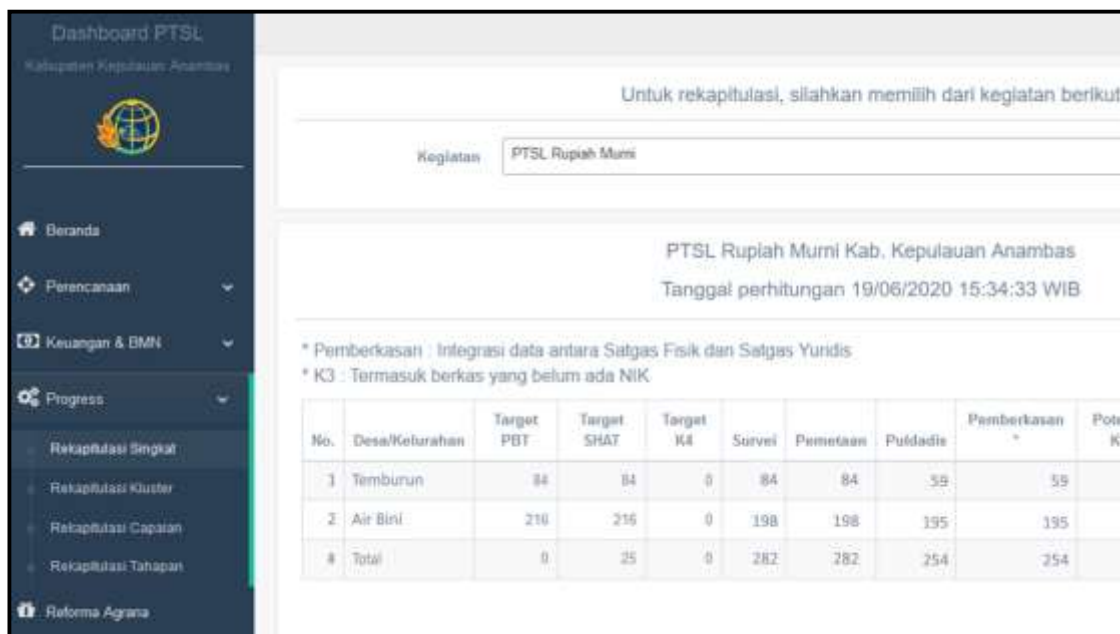 Dashboard PTSL
Kabupaten Kepulauan Anambas
Beranda
Perencanaan
Keuangan & BMN
Progress
Rekapitulasi Singkat
Rekapitulasi Kluster
Rekapitulasi Capaian
Rekapitulasi Tahapan
Reforma Agraria
Untuk rekapitulasi, silahkan memilih dari kegiatan berikut
Kegiatan PTSL Rupiah Murni
PTSL Rupiah Murni Kab. Kepulauan Anambas
Tanggal perhitungan 19/06/2020 15:34:33 WIB
* Pemberkasan : Integrasi data antara Satgas Fisik dan Satgas Yuridis
* K3 : Termasuk berkas yang belum ada NIK
No. Desa/Kelurahan Target PBT Target SHAT Target K4 Survei Pemetaan Puldadis Pemberkasan * Pote K
1 Temburun 84 84 0 84 84 59 59
2 Air Bini 216 216 0 198 198 195 195
# Total 0 25 0 282 282 254 254